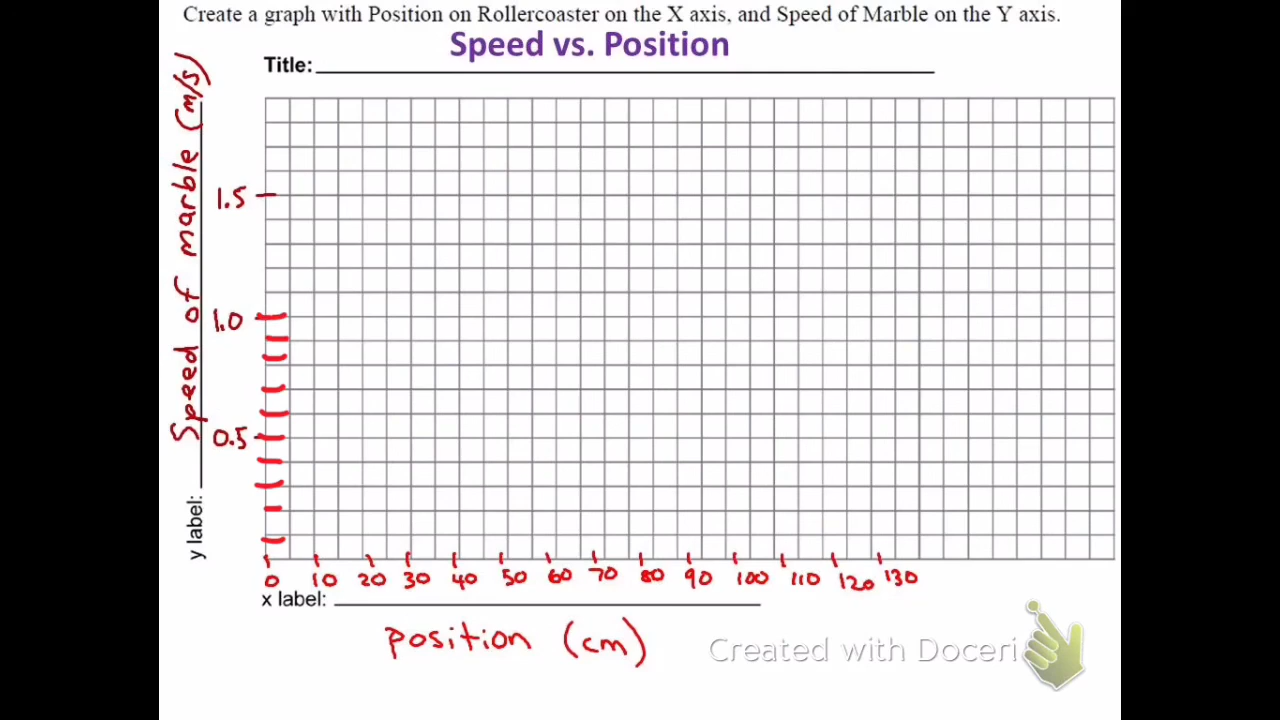 Create a graph with Position on Rollercoaster on the X axis, and Speed of Marble on the Y axis.
Speed vs. Position
Title:
y label: Speed of marble (m/s)
1.5
1.0
0.5
0 10 20 30 40 50 60 70 80 90 100 110 120 130
x label:
position (cm)
Created with Doceri